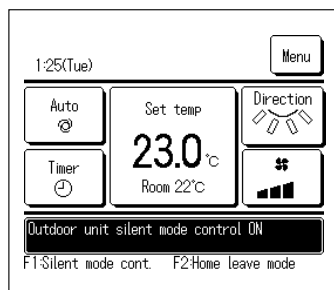 1:25(Tue)
Menu
Auto
Set temp
Direction
23.0°C
Timer
Room 22°C
Outdoor unit silent mode control ON
F1:Silent mode cont. F2:Home leave mode